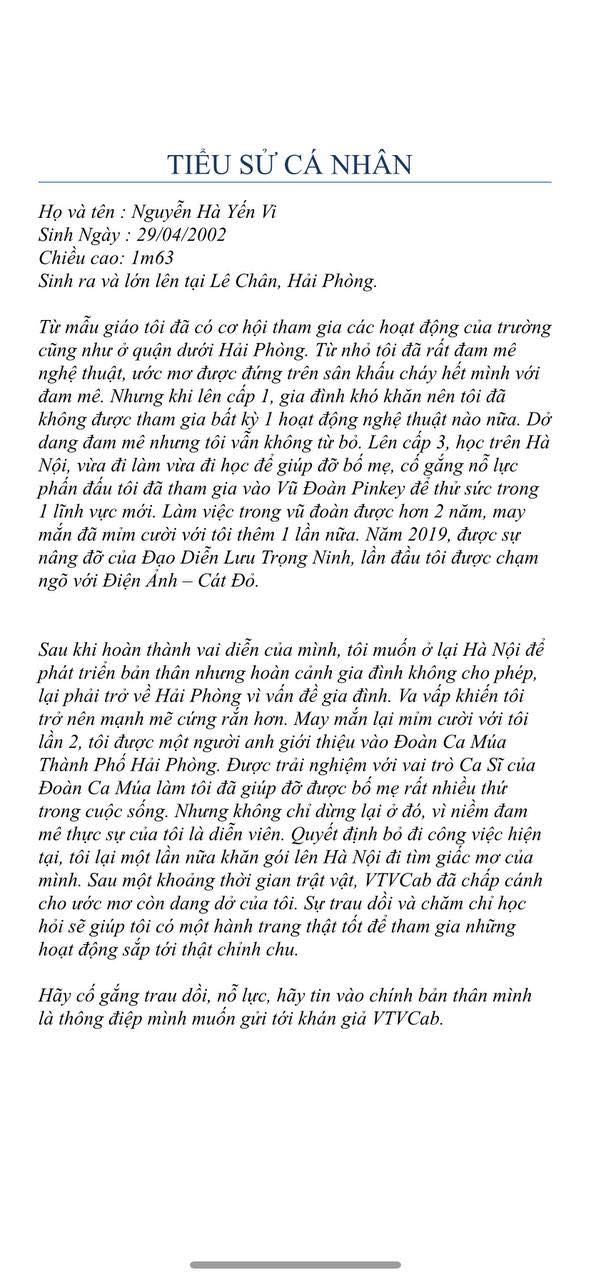 TIỂU SỬ CÁ NHÂN
Họ và tên : Nguyễn Hà Yến Vi
Sinh Ngày : 29/04/2002
Chiều cao: 1m63
Sinh ra và lớn lên tại Lê Chân, Hải Phòng.
Từ mẫu giáo tôi đã có cơ hội tham gia các hoạt động của trường
cũng như ở quận dưới Hải Phòng. Từ nhỏ tôi đã rất đam mê
nghệ thuật, ước mơ được đứng trên sân khấu cháy hết mình với
đam mê. Nhưng khi lên cấp 1, gia đình khó khăn nên tôi đã
không được tham gia bất kỳ 1 hoạt động nghệ thuật nào nữa. Dở
dang đam mê nhưng tôi vẫn không từ bỏ. Lên cấp 3, học trên Hà
Nội, vừa đi làm vừa đi học để giúp đỡ bố mẹ, cố gắng nỗ lực
phấn đấu tôi đã tham gia vào Vũ Đoàn Pinkey để thử sức trong
1 lĩnh vực mới. Làm việc trong vũ đoàn được hơn 2 năm, may
mắn đã mỉm cười với tôi thêm 1 lần nữa. Năm 2019, được sự
nâng đỡ của Đạo Diễn Lưu Trọng Ninh, lần đầu tôi được chạm
ngõ với Điện Ảnh – Cát Đỏ.
Sau khi hoàn thành vai diễn của mình, tôi muốn ở lại Hà Nội để
phát triển bản thân nhưng hoàn cảnh gia đình không cho phép,
lại phải trở về Hải Phòng vì vấn đề gia đình. Va vấp khiến tôi
trở nên mạnh mẽ cứng rắn hơn. May mắn lại mỉm cười với tôi
lần 2, tôi được một người anh giới thiệu vào Đoàn Ca Múa
Thành Phố Hải Phòng. Được trải nghiệm với vai trò Ca Sĩ của
Đoàn Ca Múa làm tôi đã giúp đỡ được bố mẹ rất nhiều thứ
trong cuộc sống. Nhưng không chỉ dừng lại ở đó, vì niềm đam
mê thực sự của tôi là diễn viên. Quyết định bỏ đi công việc hiện
tại, tôi lại một lần nữa khăn gói lên Hà Nội đi tìm giấc mơ của
mình. Sau một khoảng thời gian trật vật, VTVCab đã chấp cánh
cho ước mơ còn dang dở của tôi. Sự trau dồi và chăm chỉ học
hỏi sẽ giúp tôi có một hành trang thật tốt để tham gia những
hoạt động sắp tới thật chỉnh chu.
Hãy cố gắng trau dồi, nỗ lực, hãy tin vào chính bản thân mình
là thông điệp mình muốn gửi tới khán giả VTVCab.